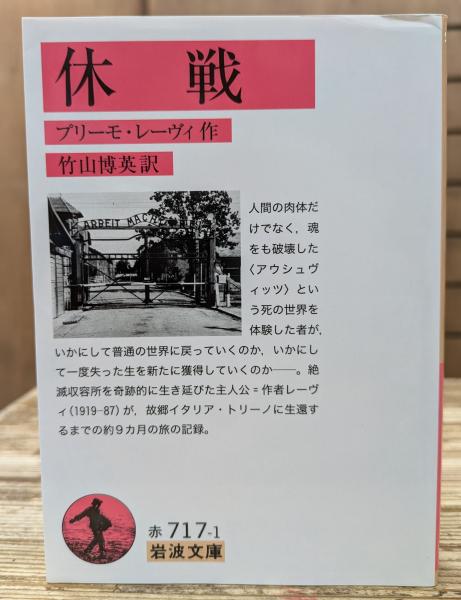 休 戦
プリーモ・レーヴィ作
竹山博英訳
ARBEIT MACHT
人間の肉体だ
けでなく，魂
をも破壊した
〈アウシュヴ
ィッツ〉とい
う死の世界を
体験した者が，
いかにして普通の世界に戻っていくのか，いかにし
て一度失った生を新たに獲得していくのか──。絶
滅収容所を奇跡的に生き延びた主人公＝作者レーヴ
ィ(1919-87)が，故郷イタリア・トリーノに生還す
るまでの約９カ月の旅の記録。
赤 717-1
岩波文庫